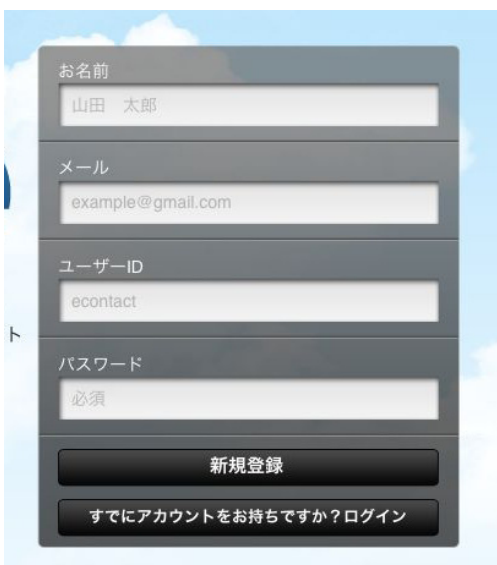 お名前
山田　太郎
メール
example@gmail.com
ユーザーID
econtact
ト
パスワード
必須
新規登録
すでにアカウントをお持ちですか？ログイン